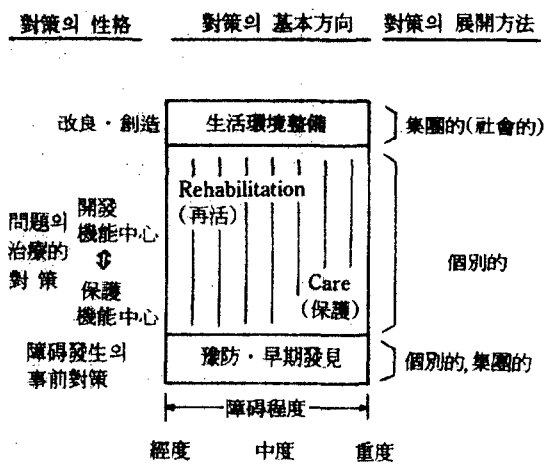 對策의 性格 對策의 基本方向 對策의 展開方法
改良・創造 生活環境整備 集團的(社會的)
Rehabilitation
(再活)
問題의
治療的
對策
開發
機能中心
⇕
保護
機能中心
個別的
Care
(保護)
障碍發生의
事前對策
豫防・早期發見 個別的, 集團的
障碍程度
經度 中度 重度